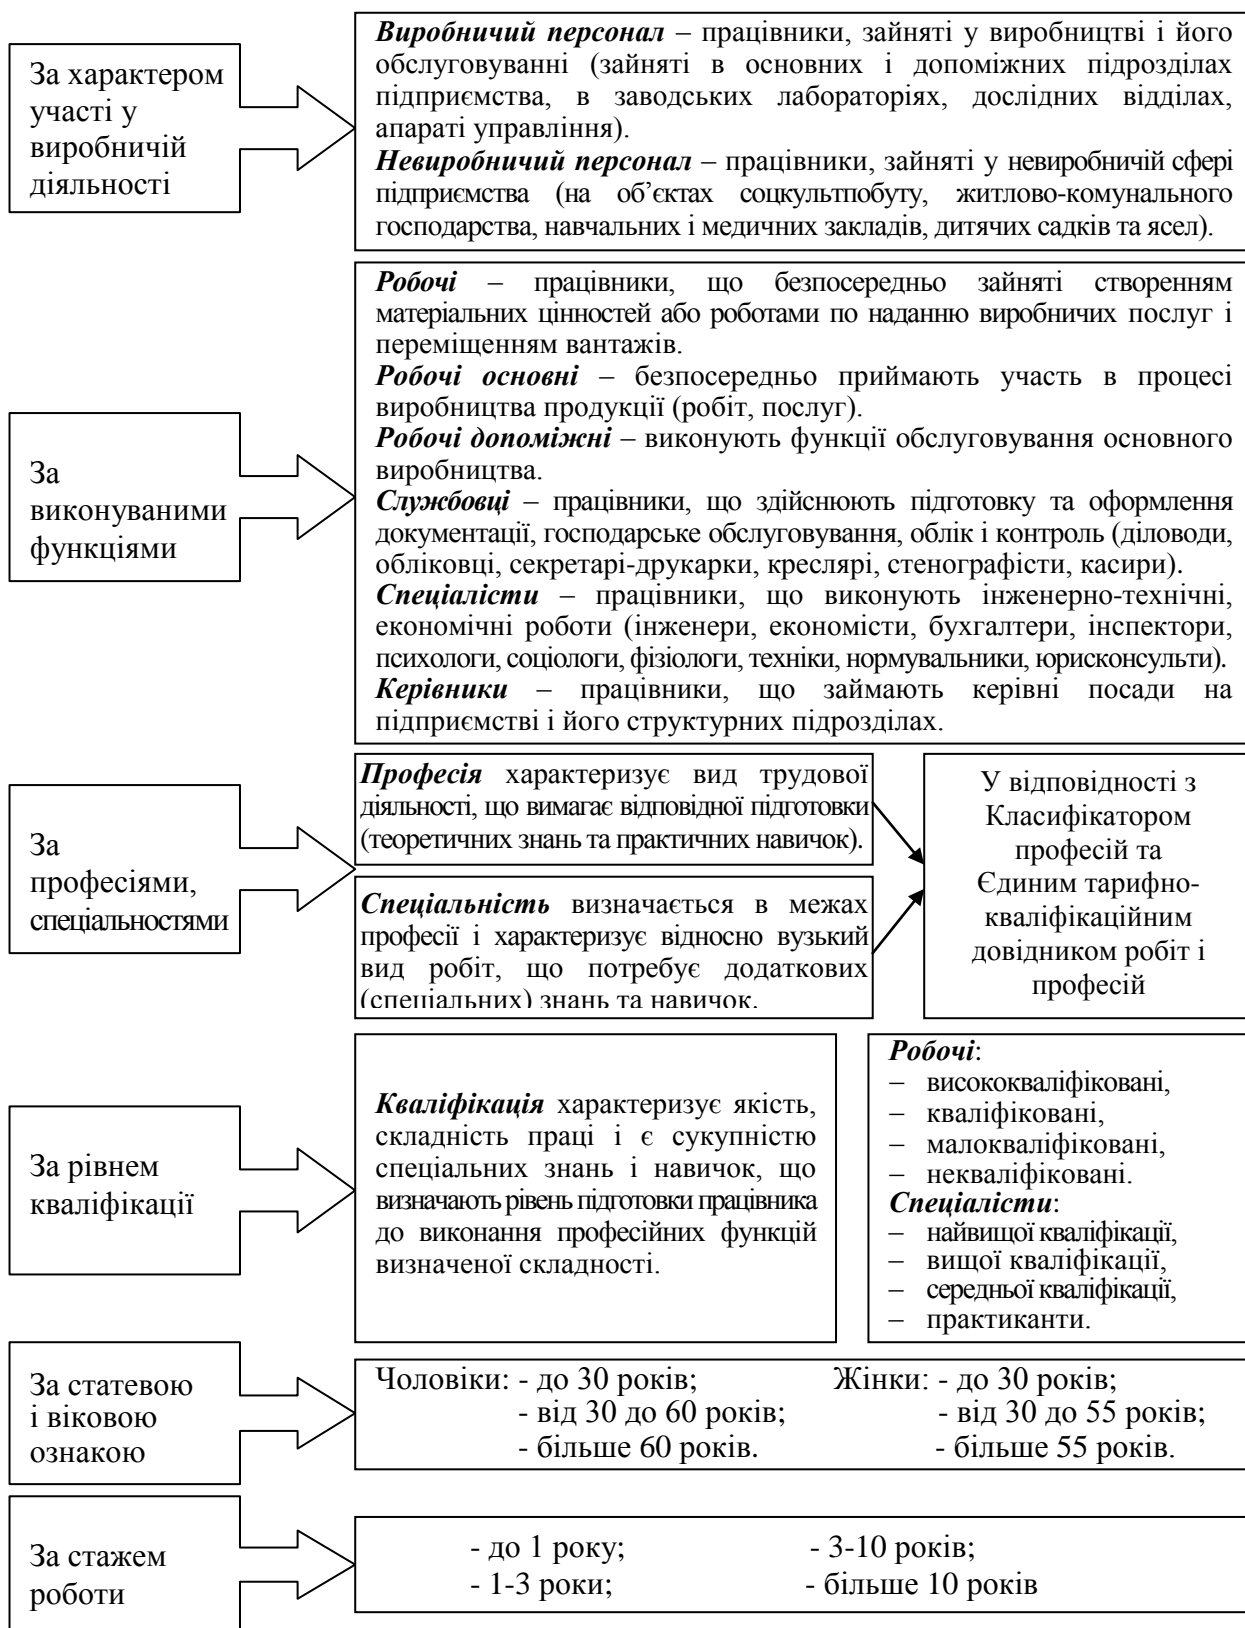 За характером
участі у
виробничій
діяльності
Виробничий персонал – працівники, зайняті у виробництві і його
обслуговуванні (зайняті в основних і допоміжних підрозділах
підприємства, в заводських лабораторіях, дослідних відділах,
апараті управління).
Невиробничий персонал – працівники, зайняті у невиробничій сфері
підприємства (на об’єктах соцкультпобуту, житлово-комунального
господарства, навчальних і медичних закладів, дитячих садків та ясел).
За
виконуваними
функціями
Робочі – працівники, що безпосередньо зайняті створенням
матеріальних цінностей або роботами по наданню виробничих послуг і
переміщенням вантажів.
Робочі основні – безпосередньо приймають участь в процесі
виробництва продукції (робіт, послуг).
Робочі допоміжні – виконують функції обслуговування основного
виробництва.
Службовці – працівники, що здійснюють підготовку та оформлення
документації, господарське обслуговування, облік і контроль (діловоди,
обліковці, секретарі-друкарки, креслярі, стенографісти, касири).
Спеціалісти – працівники, що виконують інженерно-технічні,
економічні роботи (інженери, економісти, бухгалтери, інспектори,
психологи, соціологи, фізіологи, техніки, нормувальники, юрисконсульти).
Керівники – працівники, що займають керівні посади на
підприємстві і його структурних підрозділах.
За
професіями,
спеціальностями
Професія характеризує вид трудової
діяльності, що вимагає відповідної підготовки
(теоретичних знань та практичних навичок).
Спеціальність визначається в межах
професії і характеризує відносно вузький
вид робіт, що потребує додаткових
(спеціальних) знань та навичок.
У відповідності з
Класифікатором
професій та
Єдиним тарифно-
кваліфікаційним
довідником робіт і
професій
За рівнем
кваліфікації
Кваліфікація характеризує якість,
складність праці і є сукупністю
спеціальних знань і навичок, що
визначають рівень підготовки працівника
до виконання професійних функцій
визначеної складності.
Робочі:
– висококваліфіковані,
– кваліфіковані,
– малокваліфіковані,
– некваліфіковані.
Спеціалісти:
– найвищої кваліфікації,
– вищої кваліфікації,
– середньої кваліфікації,
– практиканти.
За статевою
і віковою
ознакою
Чоловіки: - до 30 років; Жінки: - до 30 років;
- від 30 до 60 років; - від 30 до 55 років;
- більше 60 років. - більше 55 років.
За стажем
роботи
- до 1 року; - 3-10 років;
- 1-3 роки; - більше 10 років